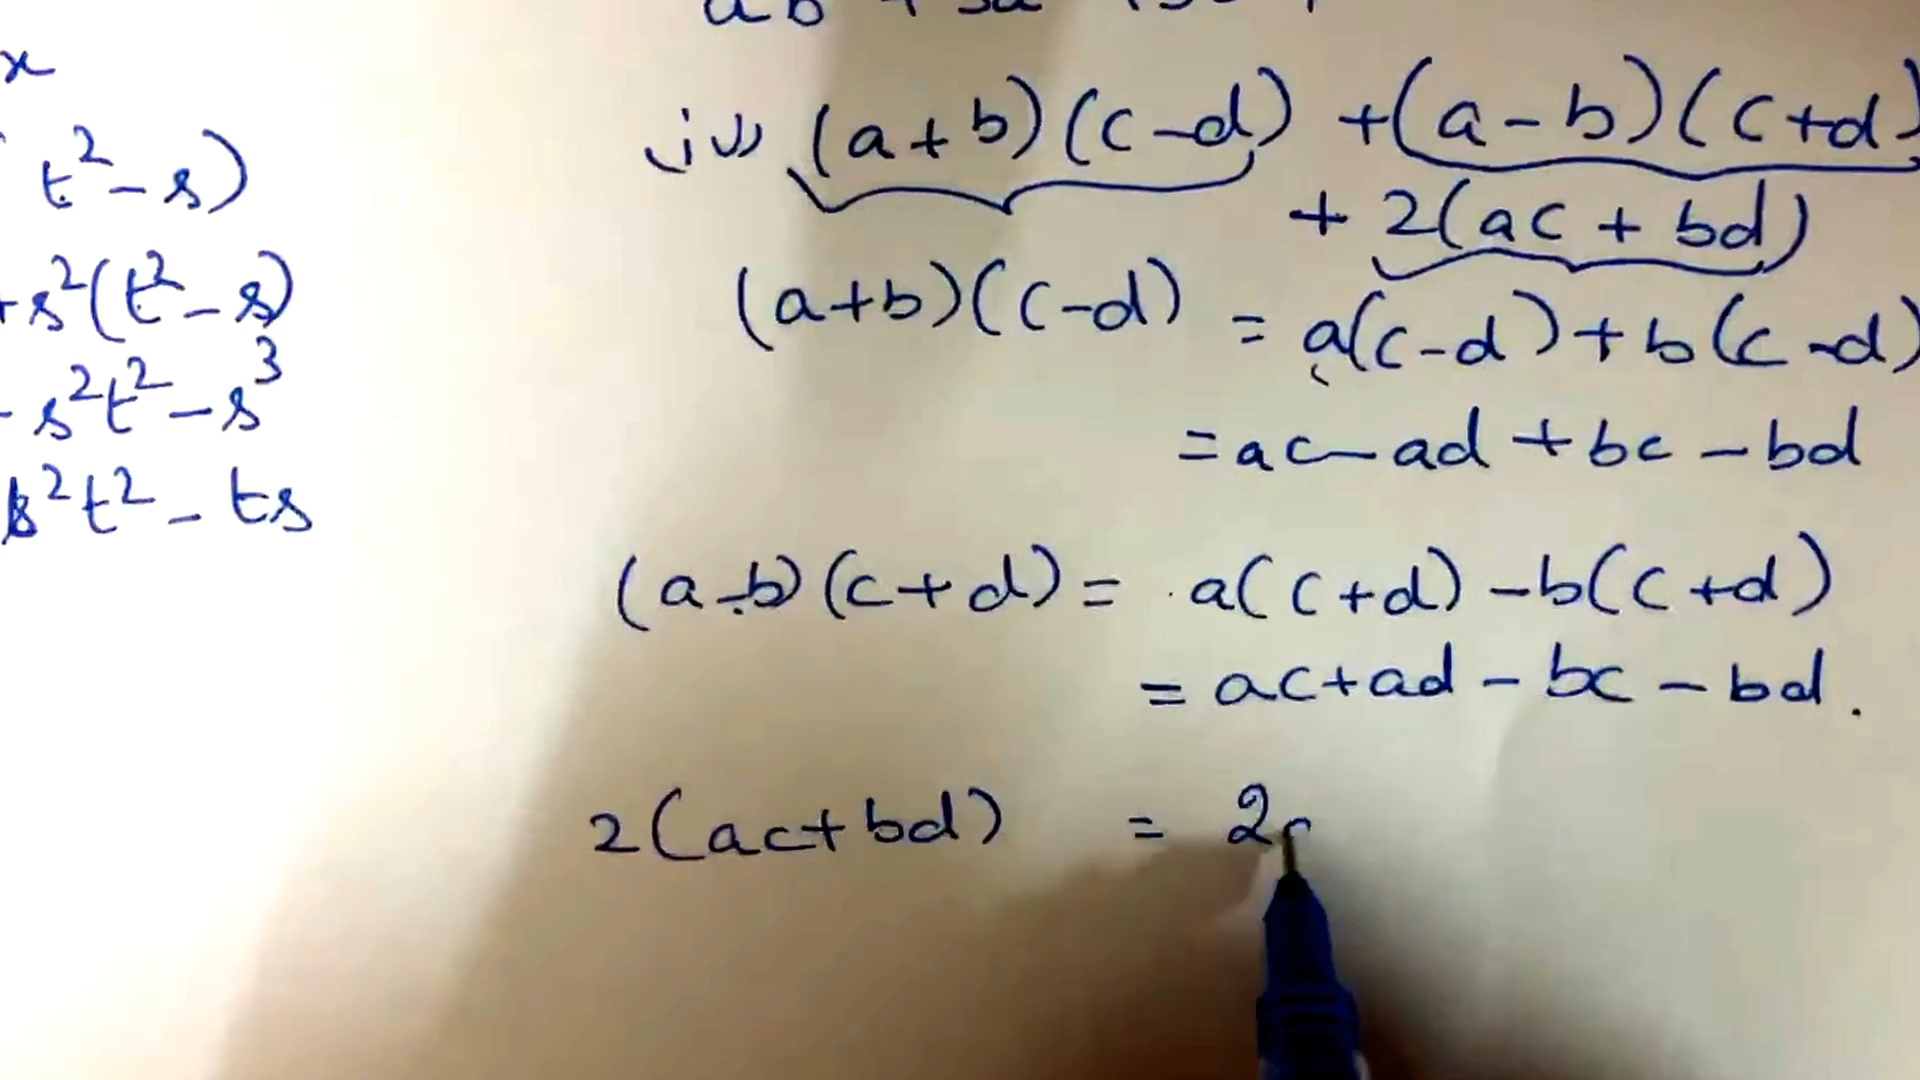 x
t²-s)
+s²(t²-s)
- s²t²-s³
s²t²-ts
iv) (a+b)(c-d) +(a-b)(c+d)
+ 2(ac + bd)
(a+b)(c-d) = a(c-d)+b(c-d)
=ac-ad+bc-bd
(a-b)(c+d)= a(c+d)-b(c+d)
= ac+ad-bc-bd.
2(ac+bd) = 2